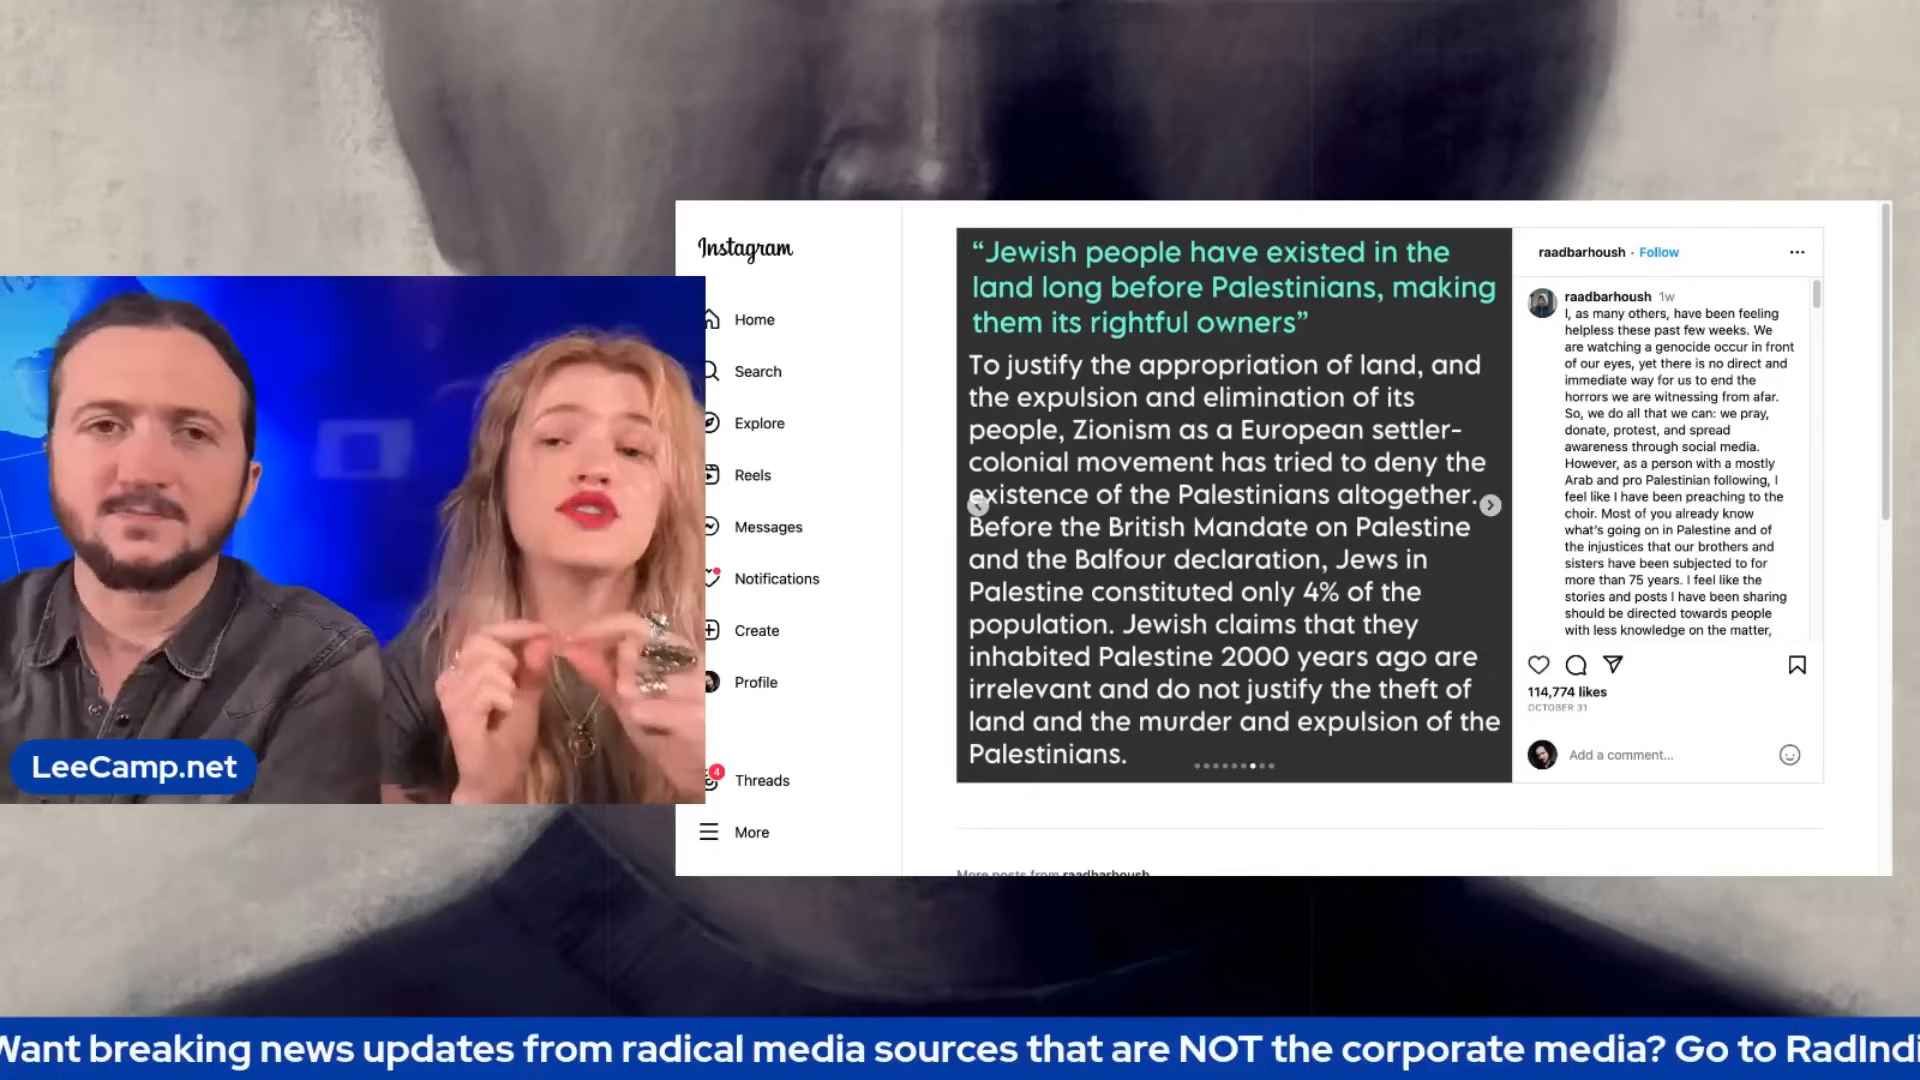 Instagram
Home
Search
Explore
Reels
Messages
Notifications
Create
Profile
4
Threads
More
“Jewish people have existed in the
land long before Palestinians, making
them its rightful owners”
To justify the appropriation of land, and
the expulsion and elimination of its
people, Zionism as a European settler-
colonial movement has tried to deny the
existence of the Palestinians altogether.
Before the British Mandate on Palestine
and the Balfour declaration, Jews in
Palestine constituted only 4% of the
population. Jewish claims that they
inhabited Palestine 2000 years ago are
irrelevant and do not justify the theft of
land and the murder and expulsion of the
Palestinians.
raadbarhoush · Follow
raadbarhoush 1w
I, as many others, have been feeling
helpless these past few weeks. We
are watching a genocide occur in front
of our eyes, yet there is no direct and
immediate way for us to end the
horrors we are witnessing from afar.
So, we do all that we can: we pray,
donate, protest, and spread
awareness through social media.
However, as a person with a mostly
Arab and pro Palestinian following, I
feel like I have been preaching to the
choir. Most of you already know
what's going on in Palestine and of
the injustices that our brothers and
sisters have been subjected to for
more than 75 years. I feel like the
stories and posts I have been sharing
should be directed towards people
with less knowledge on the matter,
114,774 likes
OCTOBER 31
Add a comment...
More posts from raadbarhoush
LeeCamp.net
Want breaking news updates from radical media sources that are NOT the corporate media? Go to RadIndi